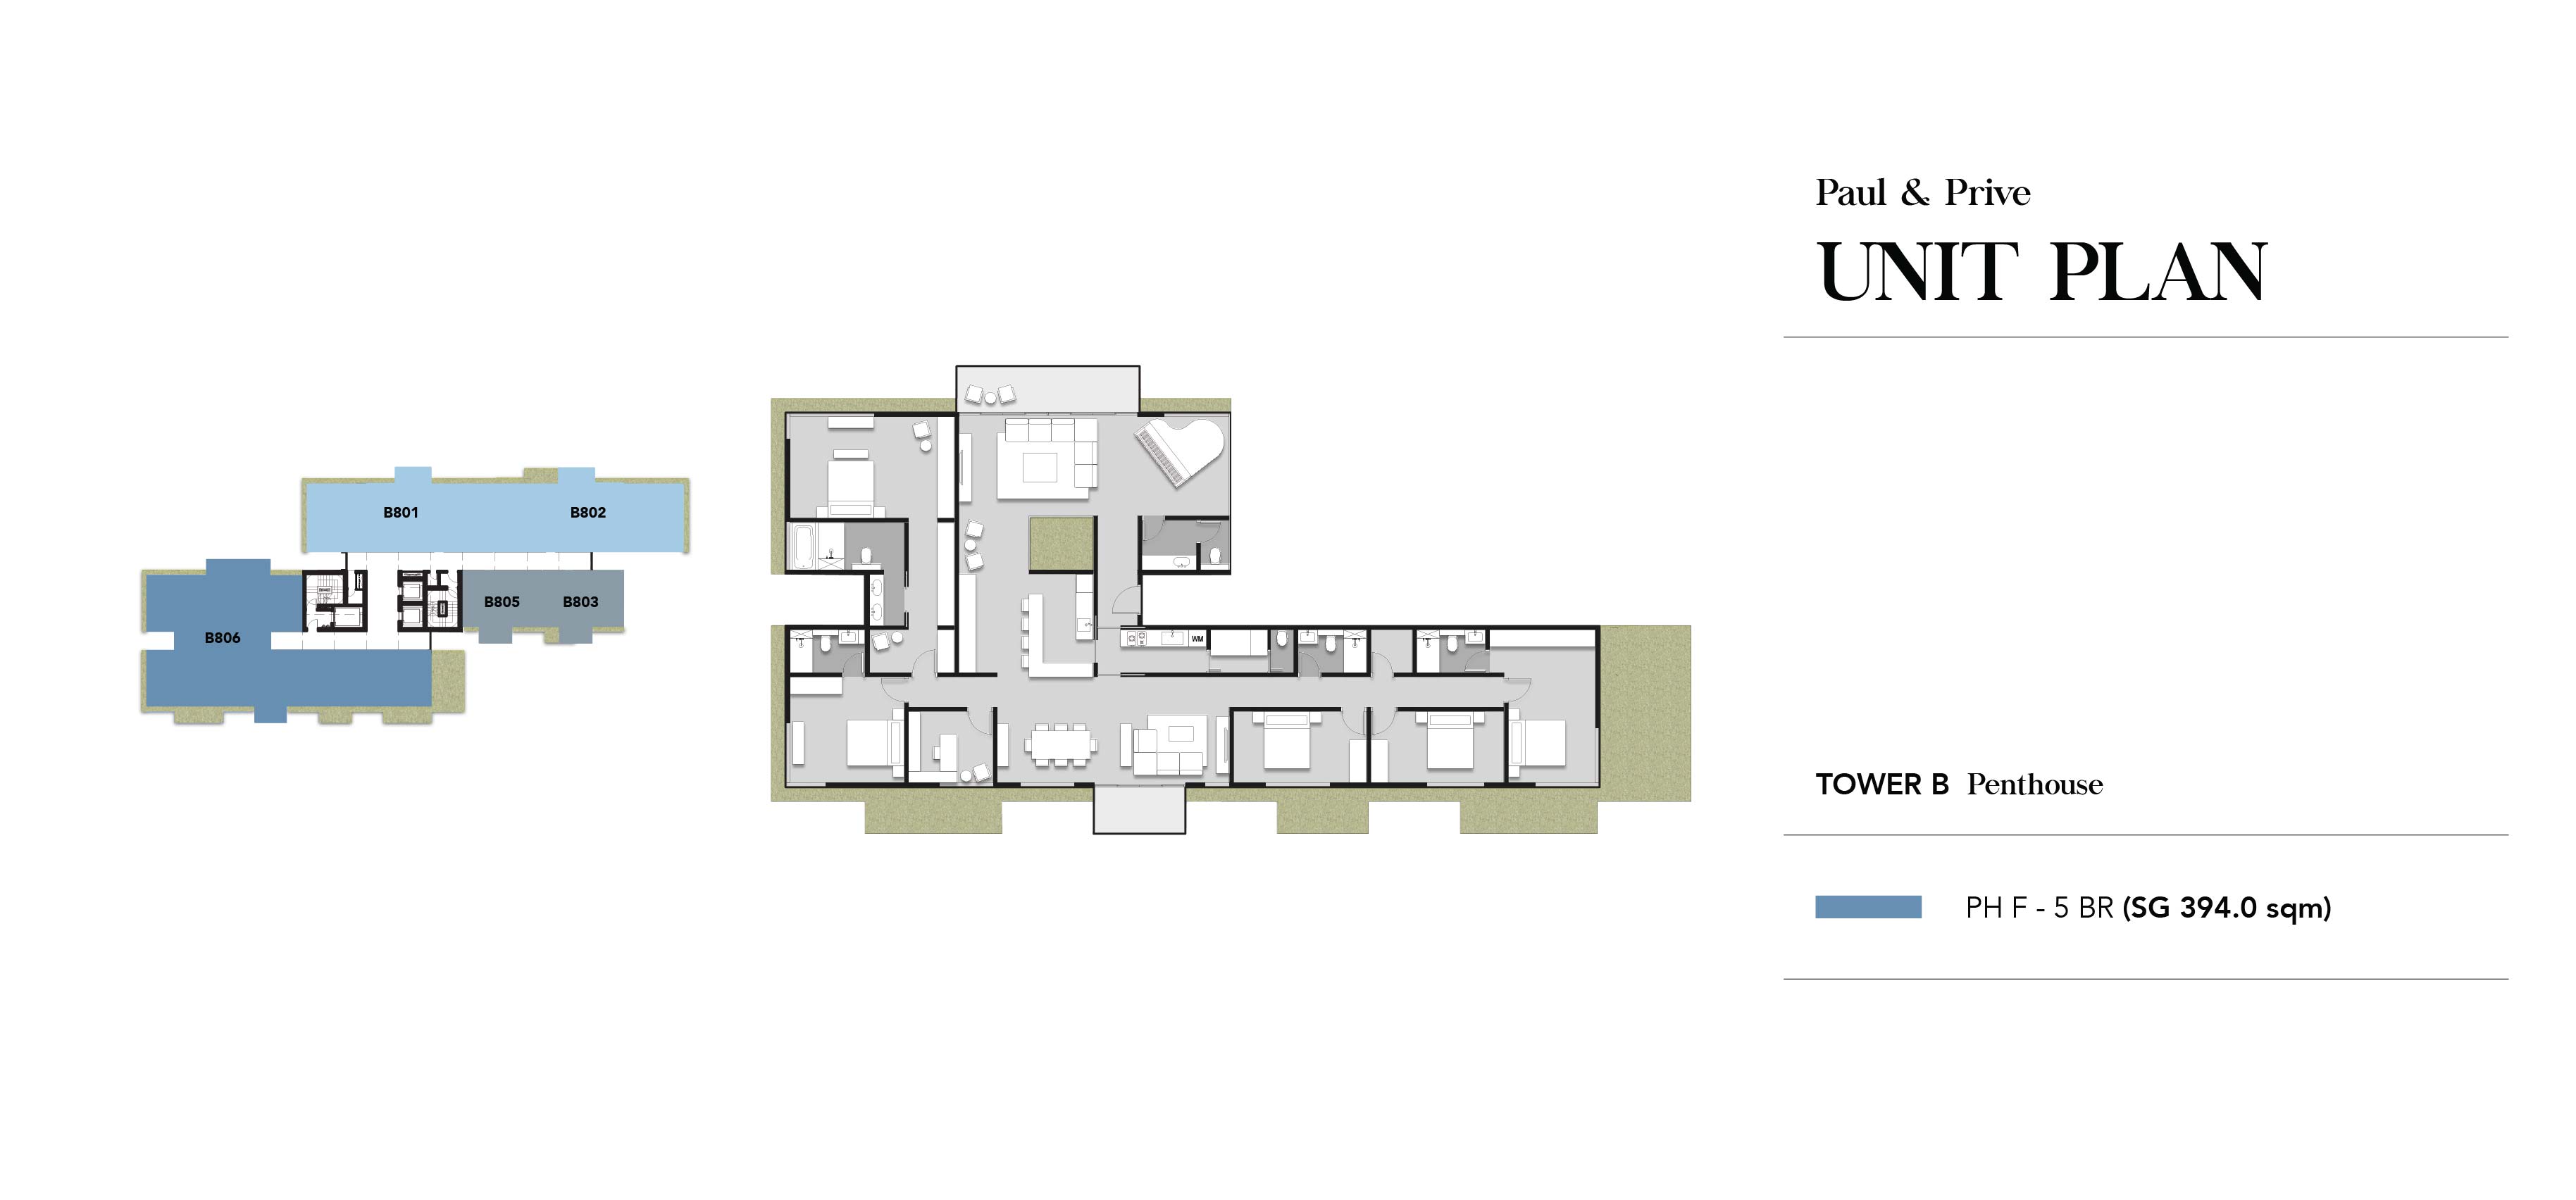 Paul & Prive
UNIT PLAN
B801
B802
B805
B803
B806
WM
TOWER B Penthouse
PH F - 5 BR (SG 394.0 sqm)